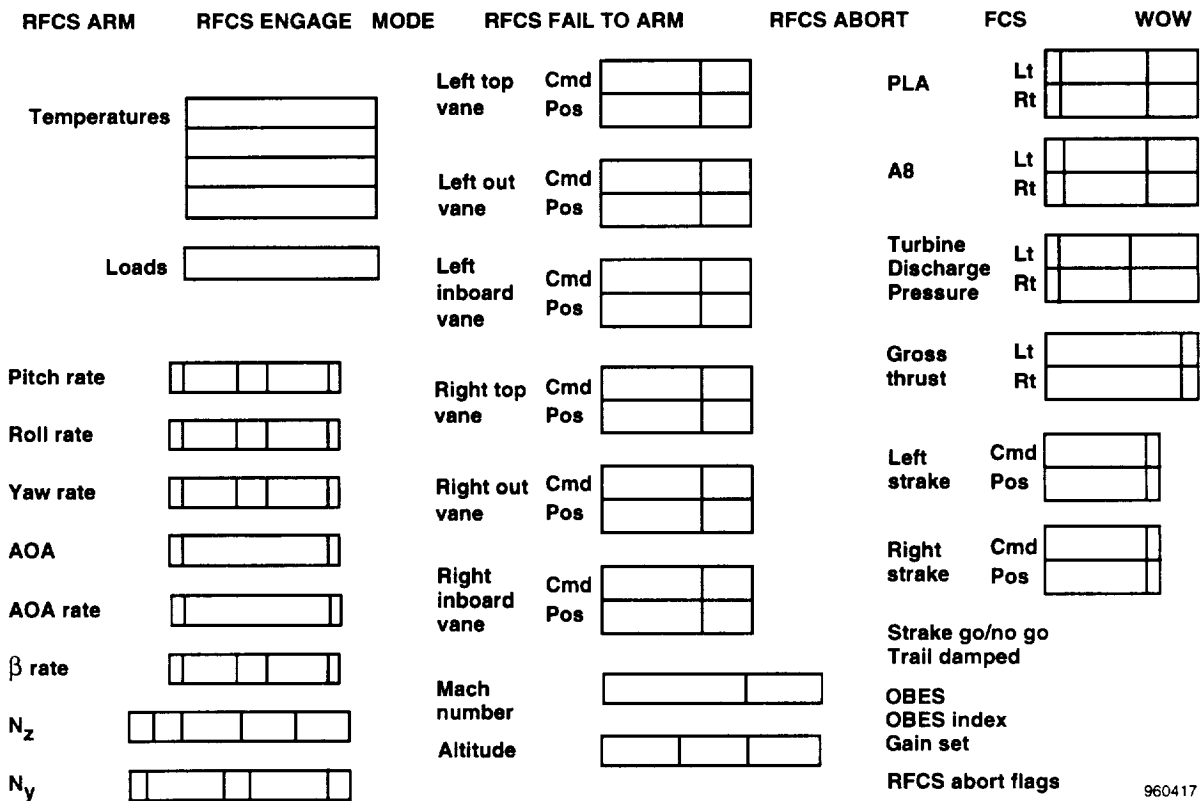 RFCS ARM RFCS ENGAGE MODE RFCS FAIL TO ARM RFCS ABORT FCS WOW
Temperatures
Loads
Pitch rate
Roll rate
Yaw rate
AOA
AOA rate
β rate
Nz
Ny
Left top Cmd
vane Pos
Left out Cmd
vane Pos
Left
inboard Cmd
vane Pos
Right top Cmd
vane Pos
Right out Cmd
vane Pos
Right
inboard Cmd
vane Pos
Mach
number
Altitude
PLA Lt
Rt
A8 Lt
Rt
Turbine Lt
Discharge
Pressure Rt
Gross Lt
thrust Rt
Left Cmd
strake Pos
Right Cmd
strake Pos
Strake go/no go
Trail damped
OBES
OBES index
Gain set
RFCS abort flags
960417